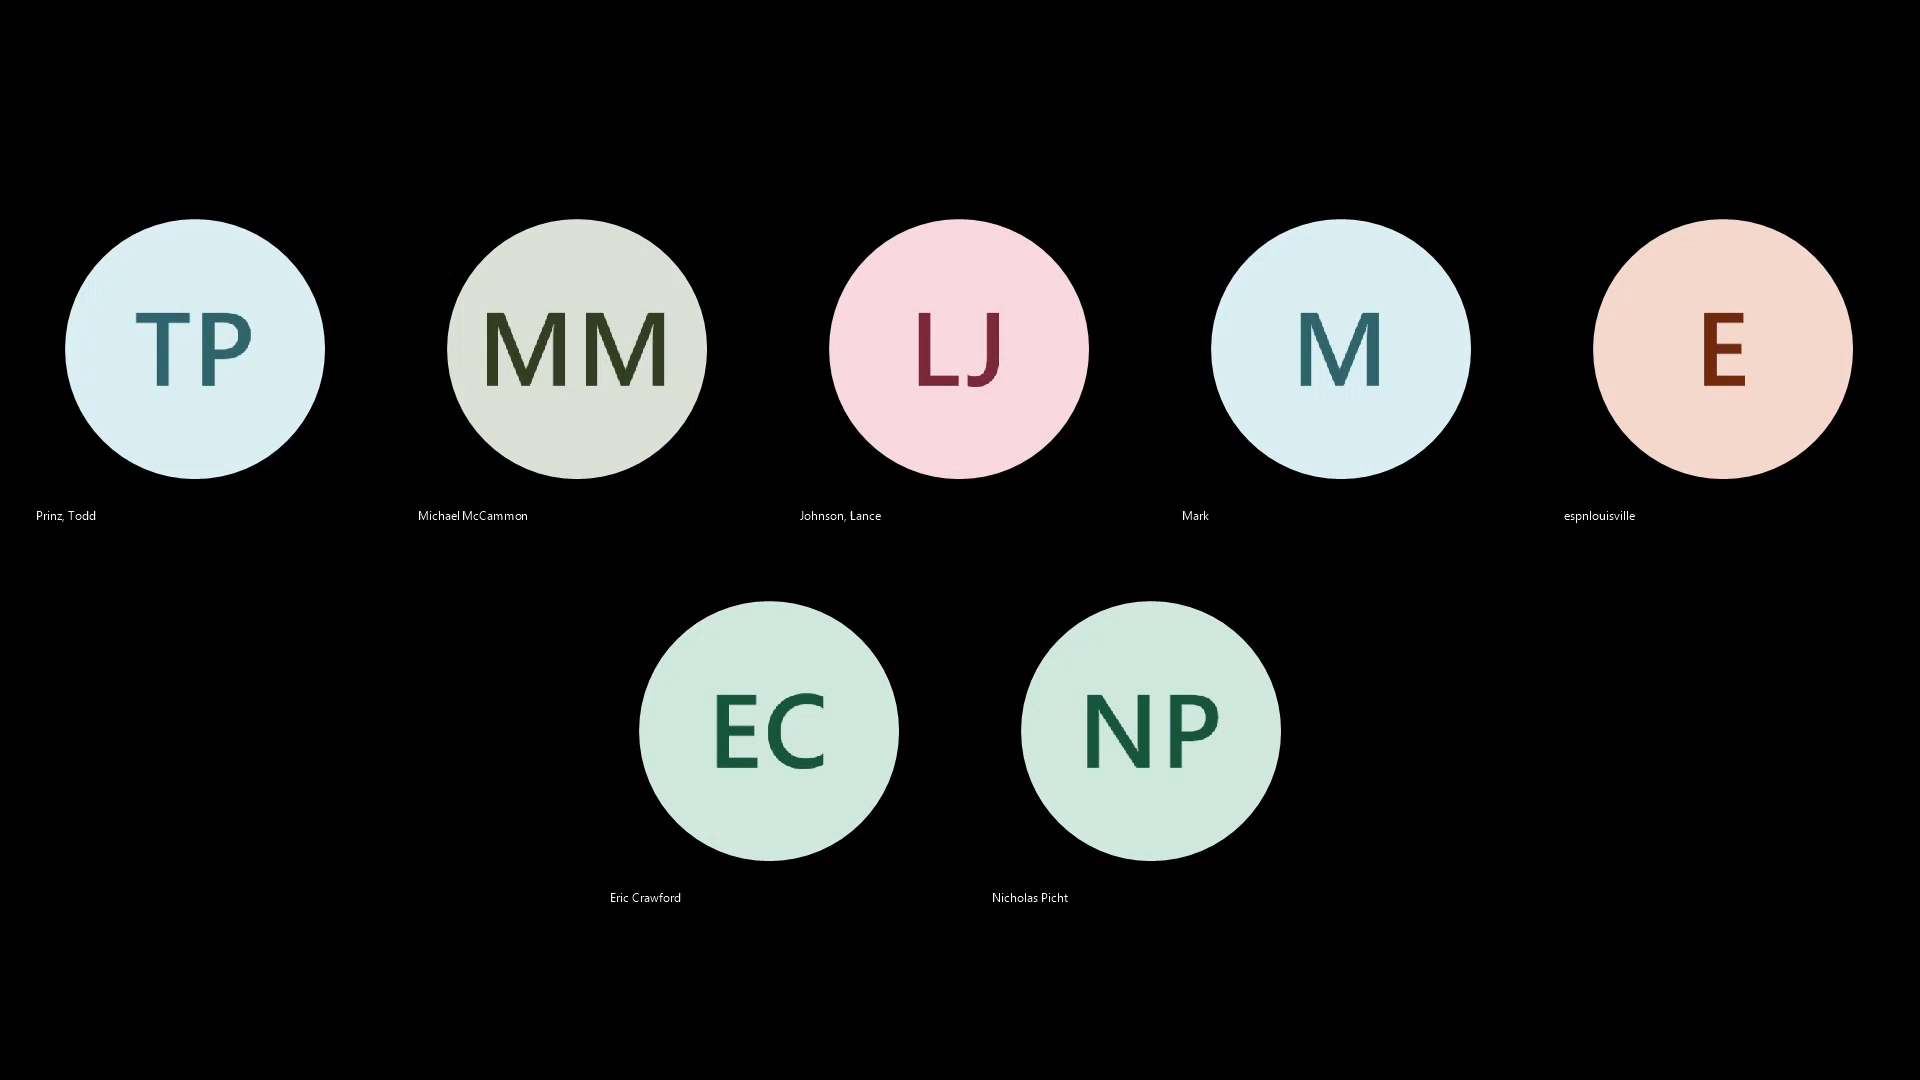 TP
MM
LJ
M
E
Prinz, Todd
Michael McCammon
Johnson, Lance
Mark
espnlouisville
EC
NP
Eric Crawford
Nicholas Picht